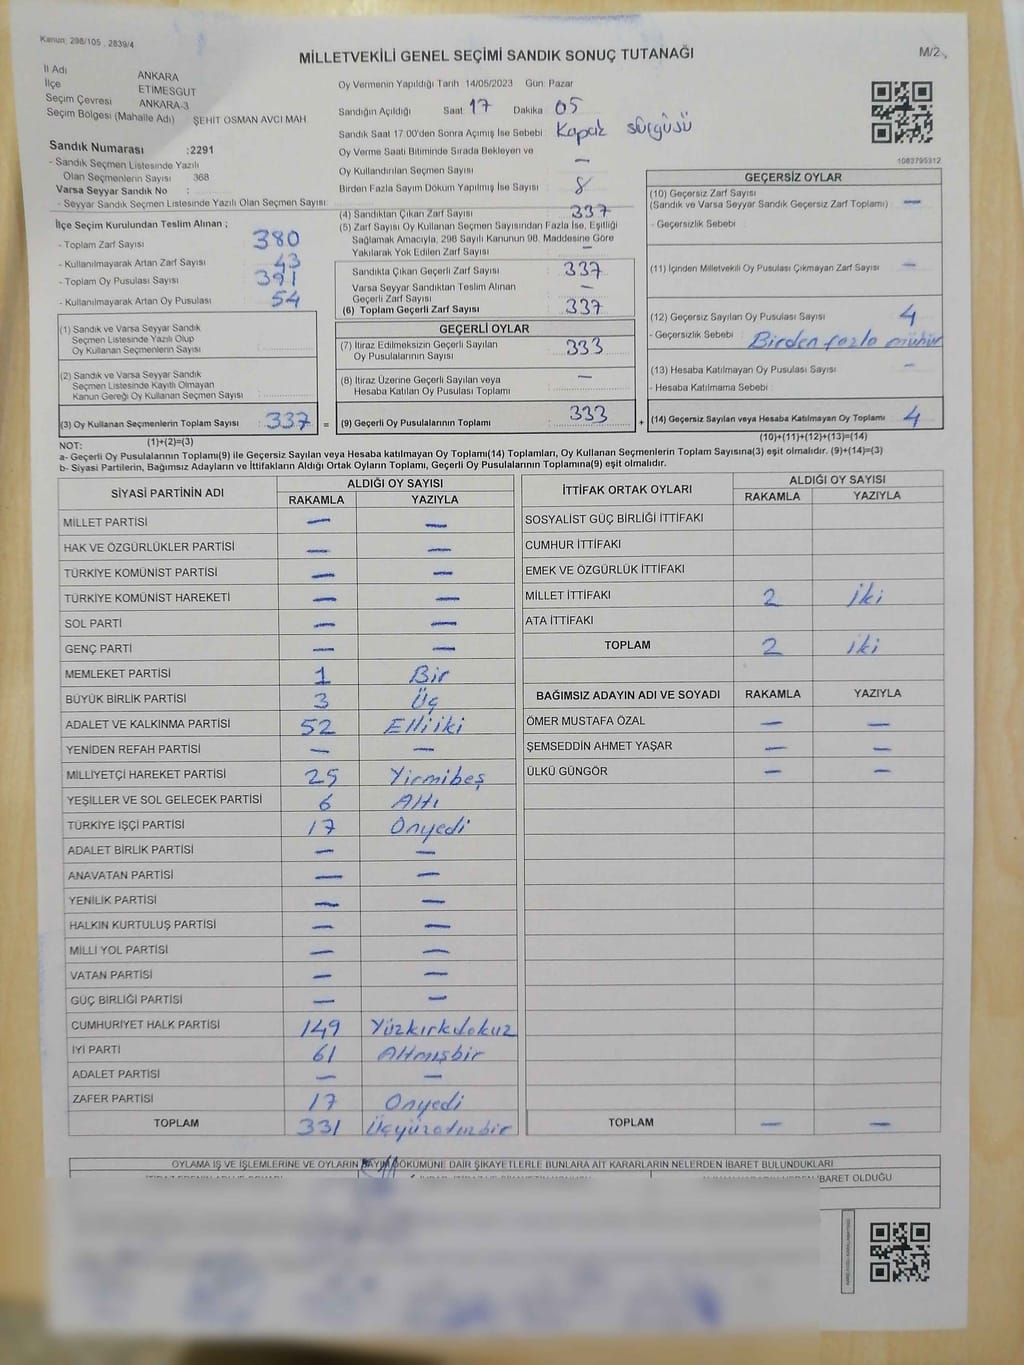 Kanun: 298/105 , 2839/4
MİLLETVEKİLİ GENEL SEÇİMİ SANDIK SONUÇ TUTANAĞI
M/2
İl Adı ANKARA
İlçe ETİMESGUT
Seçim Çevresi ANKARA-3
Seçim Bölgesi (Mahalle Adı) ŞEHİT OSMAN AVCI MAH
Sandık Numarası :2291
- Sandık Seçmen Listesinde Yazılı
Olan Seçmenlerin Sayısı 368
Varsa Seyyar Sandık No :
- Seyyar Sandık Seçmen Listesinde Yazılı Olan Seçmen Sayısı:
Oy Vermenin Yapıldığı Tarih 14/05/2023 Gün: Pazar
Sandığın Açıldığı Saat 17 Dakika 05
Sandık Saat 17:00'den Sonra Açımış İse Sebebi Kapak sürgüsü
Oy Verme Saati Bitiminde Sırada Bekleyen ve
Oy Kullandırılan Seçmen Sayısı —
Birden Fazla Sayım Döküm Yapılmış İse Sayısı 8
1083795312
İlçe Seçim Kurulundan Teslim Alınan ;
- Toplam Zarf Sayısı 380
- Kullanılmayarak Artan Zarf Sayısı 43
- Toplam Oy Pusulası Sayısı 391
- Kullanılmayarak Artan Oy Pusulası 54
(1) Sandık ve Varsa Seyyar Sandık
Seçmen Listesinde Yazılı Olup
Oy Kullanan Seçmenlerin Sayısı :
(2) Sandık ve Varsa Seyyar Sandık
Seçmen Listesinde Kayıtlı Olmayan
Kanun Gereği Oy Kullanan Seçmen Sayısı :
(3) Oy Kullanan Seçmenlerin Toplam Sayısı : 337 =
(1)+(2)=(3)
(4) Sandıktan Çıkan Zarf Sayısı 337
(5) Zarf Sayısı Oy Kullanan Seçmen Sayısından Fazla İse, Eşitliği
Sağlamak Amacıyla, 298 Sayılı Kanunun 98. Maddesine Göre
Yakılarak Yok Edilen Zarf Sayısı —
Sandıkta Çıkan Geçerli Zarf Sayısı 337
Varsa Seyyar Sandıktan Teslim Alınan
Geçerli Zarf Sayısı —
(6) Toplam Geçerli Zarf Sayısı 337
GEÇERLİ OYLAR
(7) İtiraz Edilmeksizin Geçerli Sayılan
Oy Pusulalarının Sayısı 333
(8) İtiraz Üzerine Geçerli Sayılan veya
Hesaba Katılan Oy Pusulası Toplamı —
(9) Geçerli Oy Pusulalarının Toplamı 333 +
GEÇERSİZ OYLAR
(10) Geçersiz Zarf Sayısı
(Sandık ve Varsa Seyyar Sandık Geçersiz Zarf Toplamı) —
- Geçersizlik Sebebi :
(11) İçinden Milletvekili Oy Pusulası Çıkmayan Zarf Sayısı —
(12) Geçersiz Sayılan Oy Pusulası Sayısı 4
- Geçersizlik Sebebi : Birden fazla mühür
(13) Hesaba Katılmayan Oy Pusulası Sayısı —
- Hesaba Katılmama Sebebi :
(14) Geçersiz Sayılan veya Hesaba Katılmayan Oy Toplamı 4
(10)+(11)+(12)+(13)=(14)
NOT:
a- Geçerli Oy Pusulasının Toplamı(9) ile Geçersiz Sayılan veya Hesaba katılmayan Oy Toplamı(14) Toplamları, Oy Kullanan Seçmenlerin Toplam Sayısına(3) eşit olmalıdır. (9)+(14)=(3)
b- Siyasi Partilerin, Bağımsız Adayların ve İttifakların Aldığı Ortak Oyların Toplamı, Geçerli Oy Pusulalarının Toplamına(9) eşit olmalıdır.
SİYASİ PARTİNİN ADI ALDIĞI OY SAYISI
RAKAMLA YAZIYLA
MİLLET PARTİSİ — —
HAK VE ÖZGÜRLÜKLER PARTİSİ — —
TÜRKİYE KOMÜNİST PARTİSİ — —
TÜRKİYE KOMÜNİST HAREKETİ — —
SOL PARTİ — —
GENÇ PARTİ — —
MEMLEKET PARTİSİ 1 Bir
BÜYÜK BİRLİK PARTİSİ 3 Üç
ADALET VE KALKINMA PARTİSİ 52 Elliiki
YENİDEN REFAH PARTİSİ — —
MİLLİYETÇİ HAREKET PARTİSİ 25 Yirmibeş
YEŞİLLER VE SOL GELECEK PARTİSİ 6 Altı
TÜRKİYE İŞÇİ PARTİSİ 17 Onyedi
ADALET BİRLİK PARTİSİ — —
ANAVATAN PARTİSİ — —
YENİLİK PARTİSİ — —
HALKIN KURTULUŞ PARTİSİ — —
MİLLİ YOL PARTİSİ — —
VATAN PARTİSİ — —
GÜÇ BİRLİĞİ PARTİSİ — —
CUMHURİYET HALK PARTİSİ 149 Yüzkırkdokuz
İYİ PARTİ 61 Altmışbir
ADALET PARTİSİ — —
ZAFER PARTİSİ 17 Onyedi
TOPLAM 331 Üçyüzotuzbir
İTTİFAK ORTAK OYLARI ALDIĞI OY SAYISI
RAKAMLA YAZIYLA
SOSYALİST GÜÇ BİRLİĞİ İTTİFAKI
CUMHUR İTTİFAKI
EMEK VE ÖZGÜRLÜK İTTİFAKI
MİLLET İTTİFAKI 2 iki
ATA İTTİFAKI
TOPLAM 2 iki
BAĞIMSIZ ADAYIN ADI VE SOYADI RAKAMLA YAZIYLA
ÖMER MUSTAFA ÖZAL — —
ŞEMSEDDİN AHMET YAŞAR — —
ÜLKÜ GÜNGÖR — —
TOPLAM — —
OYLAMA İŞ VE İŞLEMLERİNE VE OYLARIN SAYIM DÖKÜMÜNE DAİR ŞİKAYETLERLE BUNLARA AİT KARARLARIN NELERDEN İBARET BULUNDUKLARI
İBARET OLDUĞU